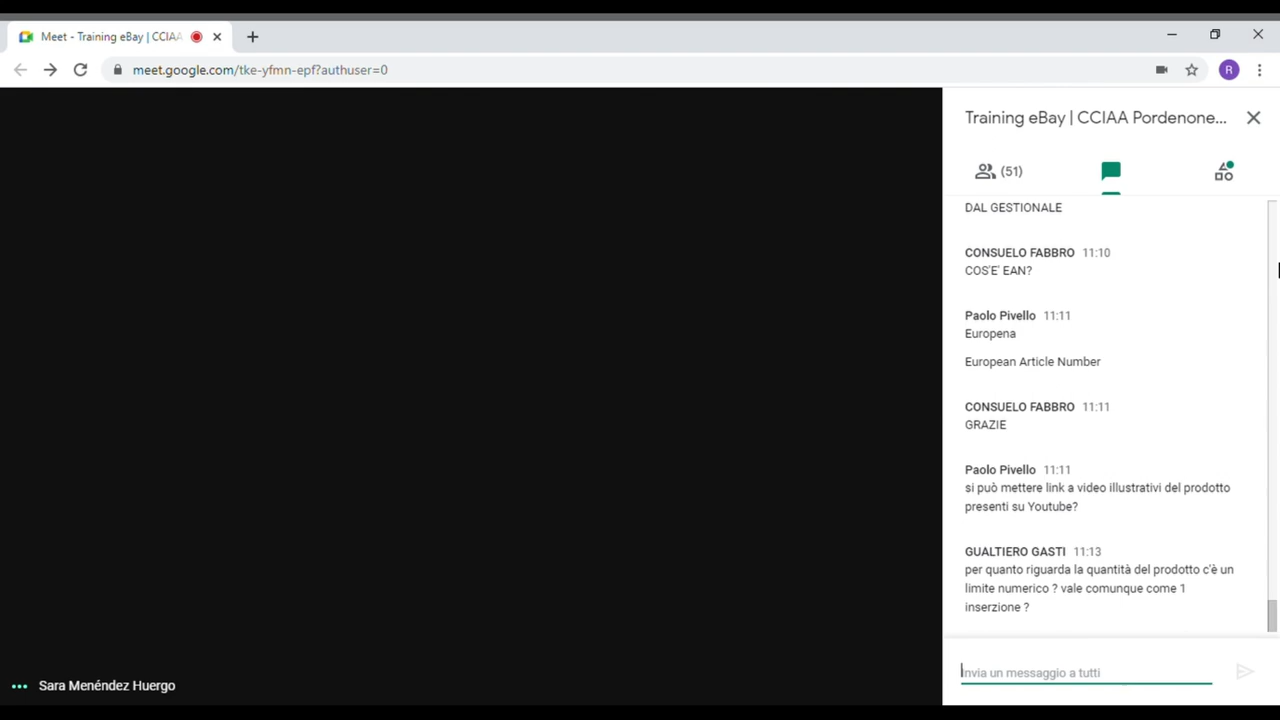 Meet - Training eBay | CCIAA
meet.google.com/tke-yfmn-epf?authuser=0
R
Training eBay | CCIAA Pordenone...
(51)
DAL GESTIONALE
CONSUELO FABBRO 11:10
COS'E' EAN?
Paolo Pivello 11:11
Europena
European Article Number
CONSUELO FABBRO 11:11
GRAZIE
Paolo Pivello 11:11
si può mettere link a video illustrativi del prodotto
presenti su Youtube?
GUALTIERO GASTI 11:13
per quanto riguarda la quantità del prodotto c'è un
limite numerico ? vale comunque come 1
inserzione ?
Invia un messaggio a tutti
Sara Menéndez Huergo